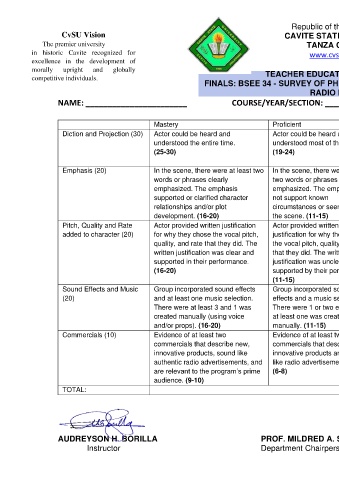 CvSU Vision
The premier university
in historic Cavite recognized for
excellence in the development of
morally upright and globally
competitive individuals.
Republic of th
CAVITE STAT
TANZA C
www.cvs
TEACHER EDUCAT
FINALS: BSEE 34 - SURVEY OF PH
RADIO
NAME: ________________________ COURSE/YEAR/SECTION: ___
Mastery Proficient
Diction and Projection (30) Actor could be heard and Actor could be heard
understood the entire time. understood most of th
(25-30) (19-24)
Emphasis (20) In the scene, there were at least two In the scene, there we
words or phrases clearly two words or phrases
emphasized. The emphasis emphasized. The emp
supported or clarified character not support known
relationships and/or plot circumstances or seen
development. (16-20) the scene. (11-15)
Pitch, Quality and Rate Actor provided written justification Actor provided written
added to character (20) for why they chose the vocal pitch, justification for why the
quality, and rate that they did. The the vocal pitch, quality
written justification was clear and that they did. The writt
supported in their performance. justification was uncle
(16-20) supported by their per
(11-15)
Sound Effects and Music Group incorporated sound effects Group incorporated so
(20) and at least one music selection. effects and a music se
There were at least 3 and 1 was There were 1 or two e
created manually (using voice at least one was creat
and/or props). (16-20) manually. (11-15)
Commercials (10) Evidence of at least two Evidence of at least tw
commercials that describe new, commercials that desc
innovative products, sound like innovative products an
authentic radio advertisements, and like radio advertiseme
are relevant to the program's prime (6-8)
audience. (9-10)
TOTAL:
AUDREYSON H. BORILLA PROF. MILDRED A. S
Instructor Department Chairpers